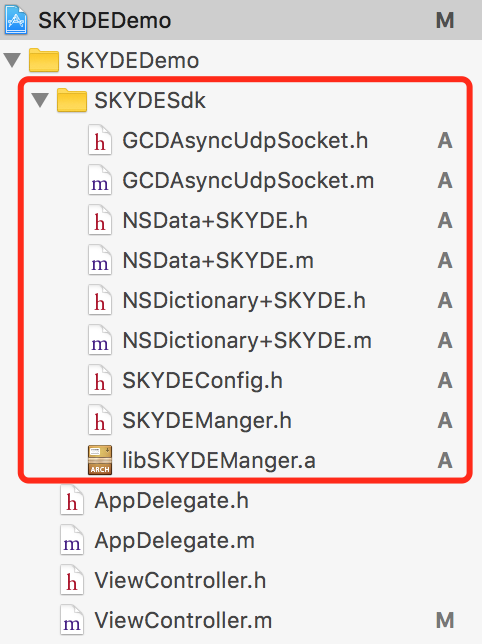 SKYDEDemo M
SKYDEDemo
SKYDESdk
h GCDAsyncUdpSocket.h A
m GCDAsyncUdpSocket.m A
h NSData+SKYDE.h A
m NSData+SKYDE.m A
h NSDictionary+SKYDE.h A
m NSDictionary+SKYDE.m A
h SKYDEConfig.h A
h SKYDEManger.h A
ARCH libSKYDEManger.a A
h AppDelegate.h
m AppDelegate.m
h ViewController.h
m ViewController.m M